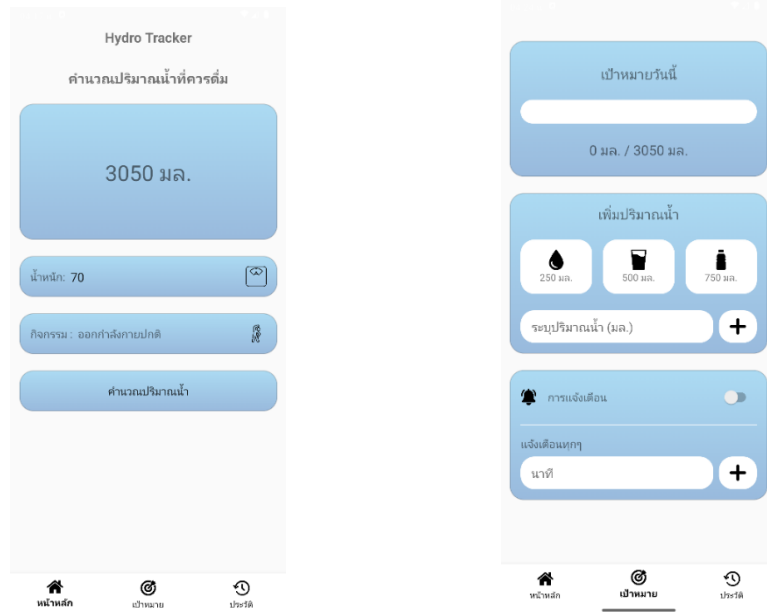 Hydro Tracker
คำนวณปริมาณน้ำที่ควรดื่ม
3050 มล.
น้ำหนัก: 70
กิจกรรม : ออกกำลังกายปกติ
คำนวณปริมาณน้ำ
หน้าหลัก
เป้าหมาย
ประวัติ
เป้าหมายวันนี้
0 มล. / 3050 มล.
เพิ่มปริมาณน้ำ
250 มล.
500 มล.
750 มล.
ระบุปริมาณน้ำ (มล.)
การแจ้งเตือน
แจ้งเตือนทุกๆ
นาที
หน้าหลัก
เป้าหมาย
ประวัติ